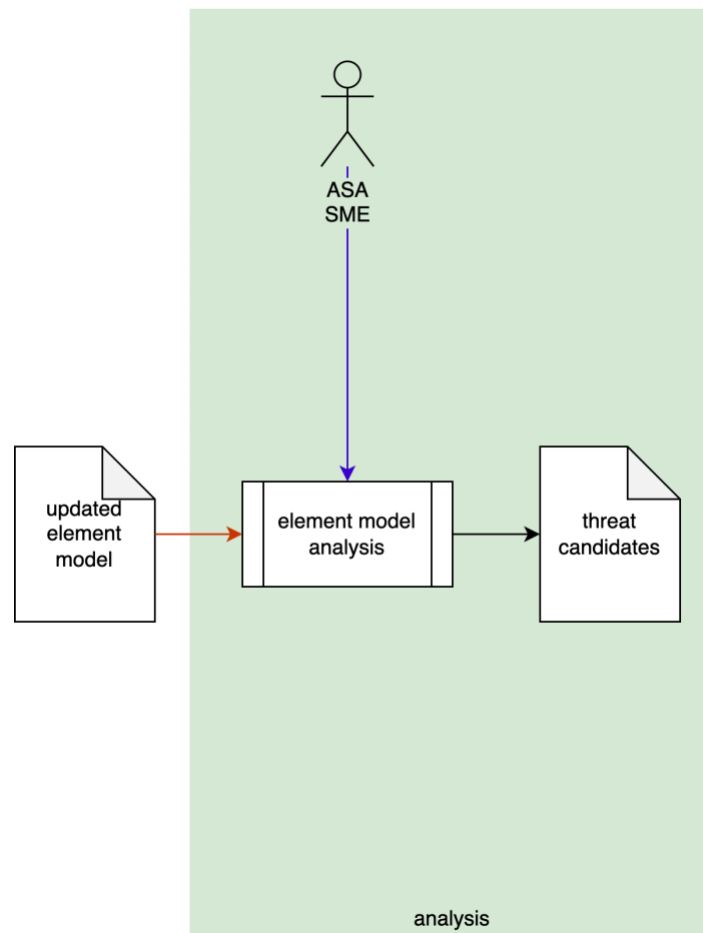 ASA
SME
updated
element
model
element model
analysis
threat
candidates
analysis